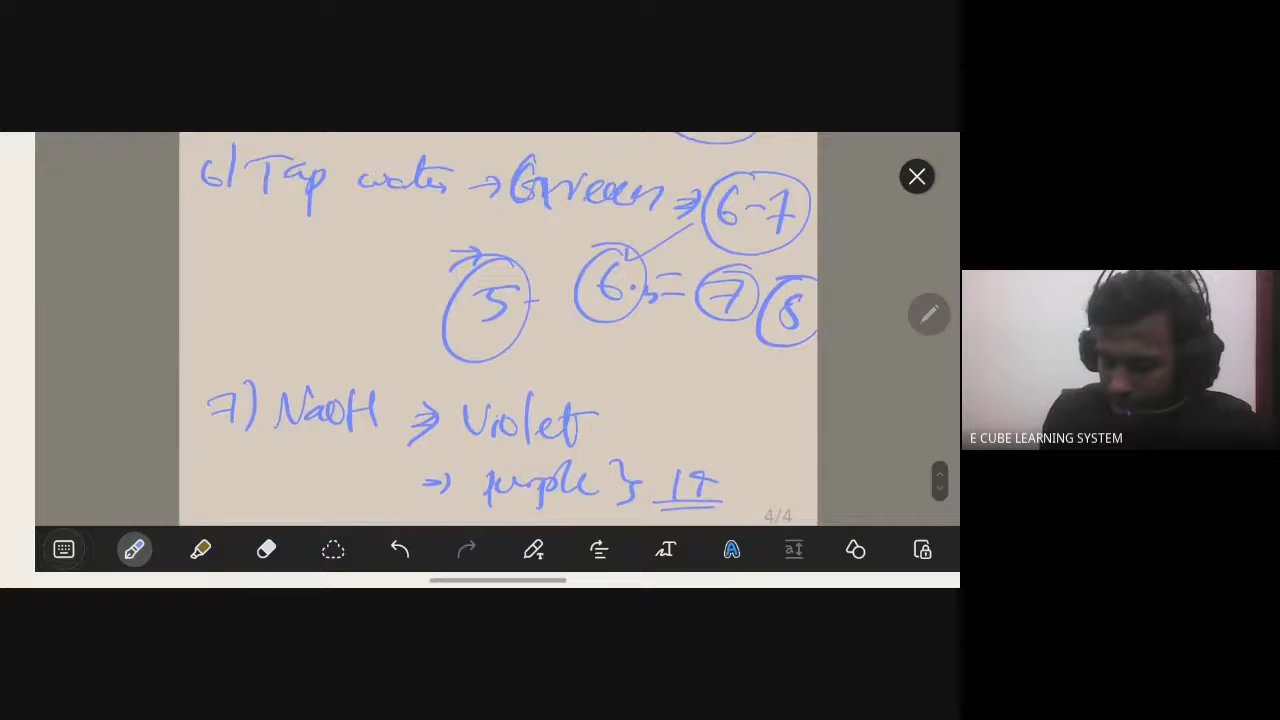 6) Tap water → Green ⇒ 6-7
5 - 6.5 = 7 8
7) NaOH ⇒ Violet
⇒ purple } 14
4/4
E CUBE LEARNING SYSTEM